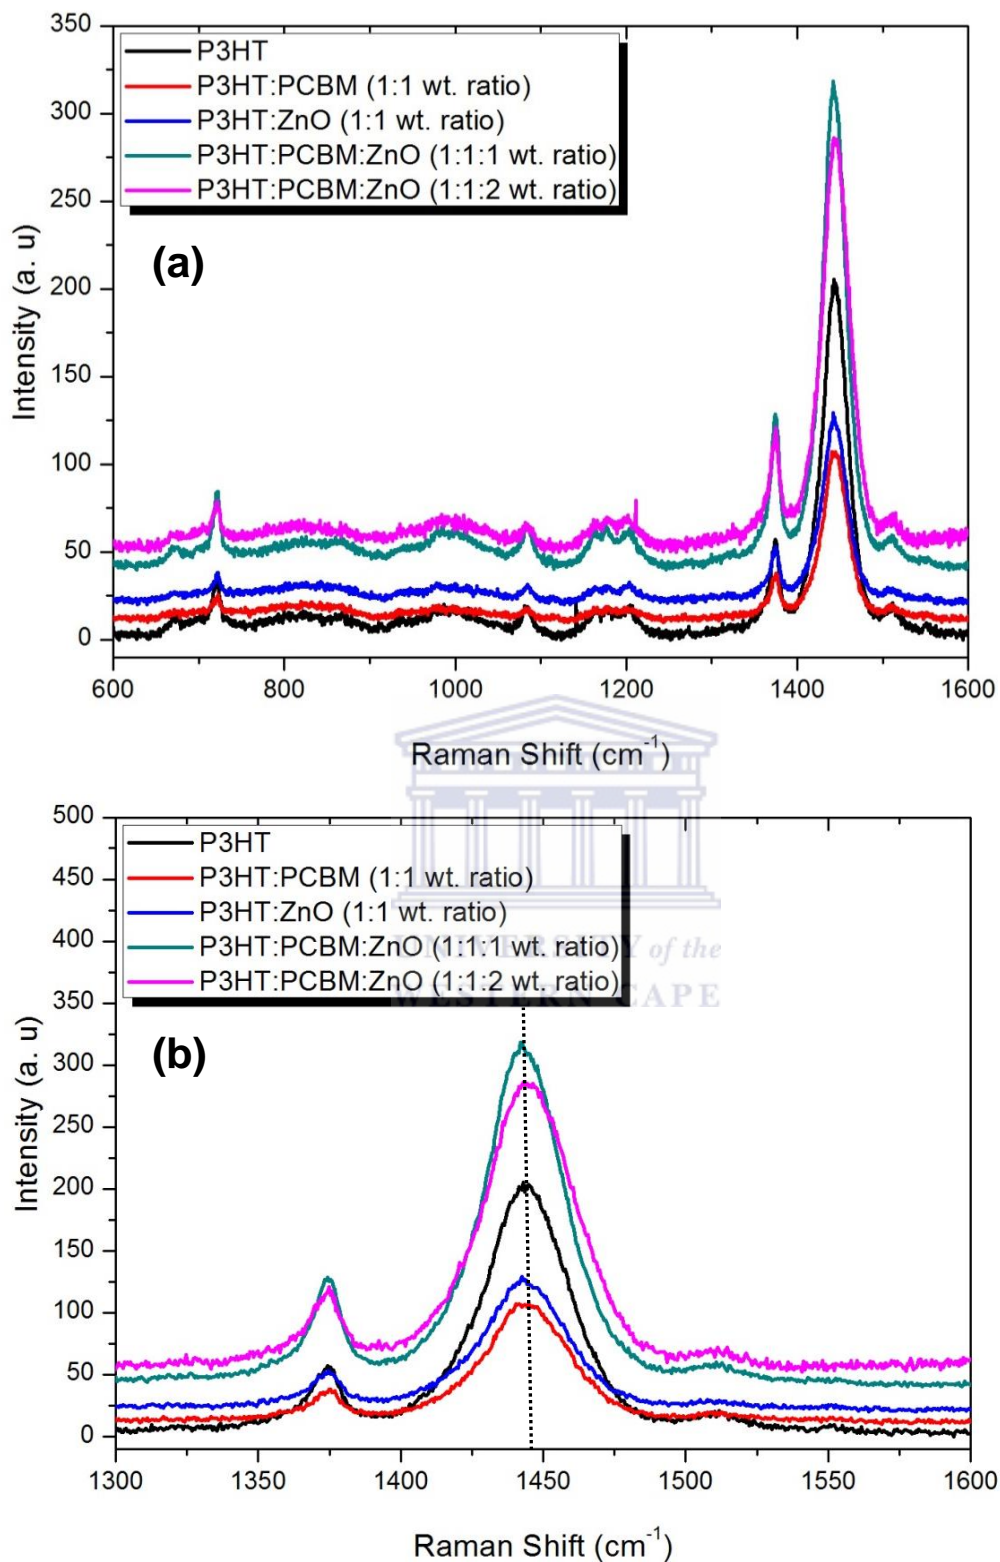 350
300
250
200
150
100
50
0
Intensity (a. u)
P3HT
P3HT:PCBM (1:1 wt. ratio)
P3HT:ZnO (1:1 wt. ratio)
P3HT:PCBM:ZnO (1:1:1 wt. ratio)
P3HT:PCBM:ZnO (1:1:2 wt. ratio)
(a)
600 800 1000 1200 1400 1600
Raman Shift (cm⁻¹)
500
450
400
350
300
250
200
150
100
50
0
Intensity (a. u)
P3HT
P3HT:PCBM (1:1 wt. ratio)
P3HT:ZnO (1:1 wt. ratio)
P3HT:PCBM:ZnO (1:1:1 wt. ratio)
P3HT:PCBM:ZnO (1:1:2 wt. ratio)
UNIVERSITY of the
WESTERN CAPE
(b)
1300 1350 1400 1450 1500 1550 1600
Raman Shift (cm⁻¹)